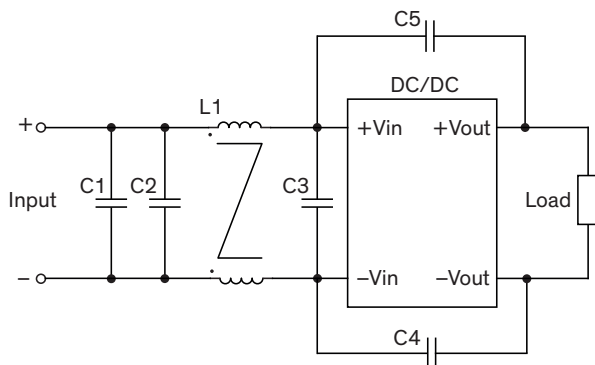 C5
DC/DC
L1
+
+Vin
+Vout
Input
C1
C2
C3
Load
−
−Vin
−Vout
C4